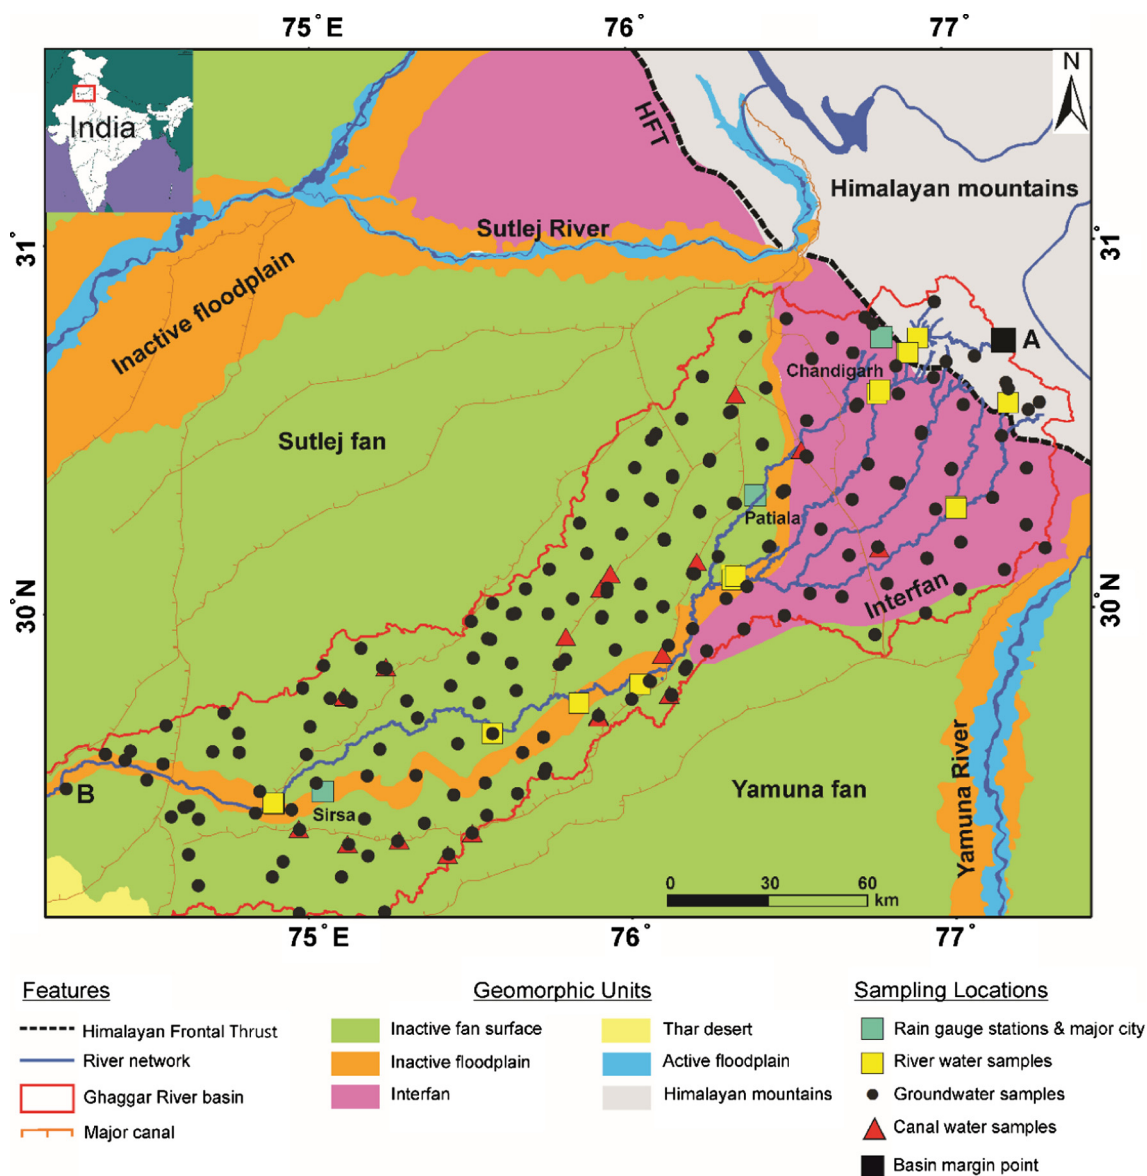 75°E 76° 77°
N
India
HFT
Himalayan mountains
31° 31°
Sutlej River
Inactive floodplain
A
Chandigarh
Sutlej fan
Patiala
30°N 30°N
Interfan
Yamuna River
Yamuna fan
B
Sirsa
0 30 60
km
75°E 76° 77°
Features Geomorphic Units Sampling Locations
Himalayan Frontal Thrust Inactive fan surface Thar desert Rain gauge stations & major city
River network Inactive floodplain Active floodplain River water samples
Ghaggar River basin Interfan Himalayan mountains Groundwater samples
Major canal Canal water samples
Basin margin point